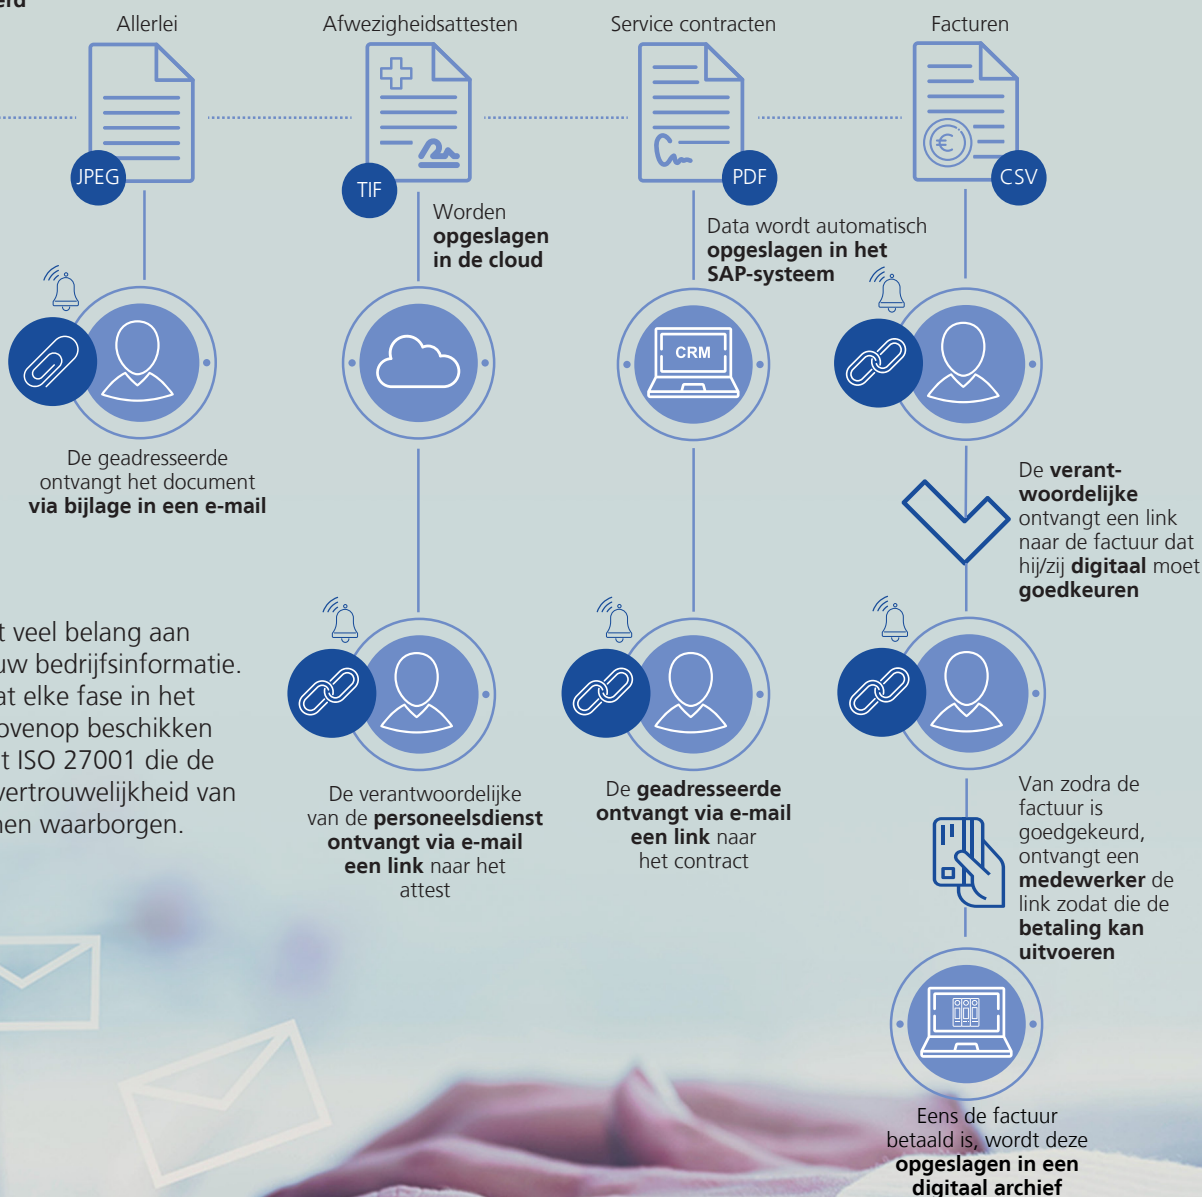 erd
Allerlei
Afwezigheidsattesten
Service contracten
Facturen
JPEG
TIF
PDF
CSV
Worden
opgeslagen
in de cloud
Data wordt automatisch
opgeslagen in het
SAP-systeem
CRM
De geadresseerde
ontvangt het document
via bijlage in een e-mail
De verant-
woordelijke
ontvangt een link
naar de factuur dat
hij/zij digitaal moet
goedkeuren
t veel belang aan
uw bedrijfsinformatie.
at elke fase in het
ovenop beschikken
t ISO 27001 die de
vertrouwelijkheid van
nen waarborgen.
De verantwoordelijke
van de personeelsdienst
ontvangt via e-mail
een link naar het
attest
De geadresseerde
ontvangt via e-mail
een link naar
het contract
Van zodra de
factuur is
goedgekeurd,
ontvangt een
medewerker de
link zodat die de
betaling kan
uitvoeren
Eens de factuur
betaald is, wordt deze
opgeslagen in een
digitaal archief